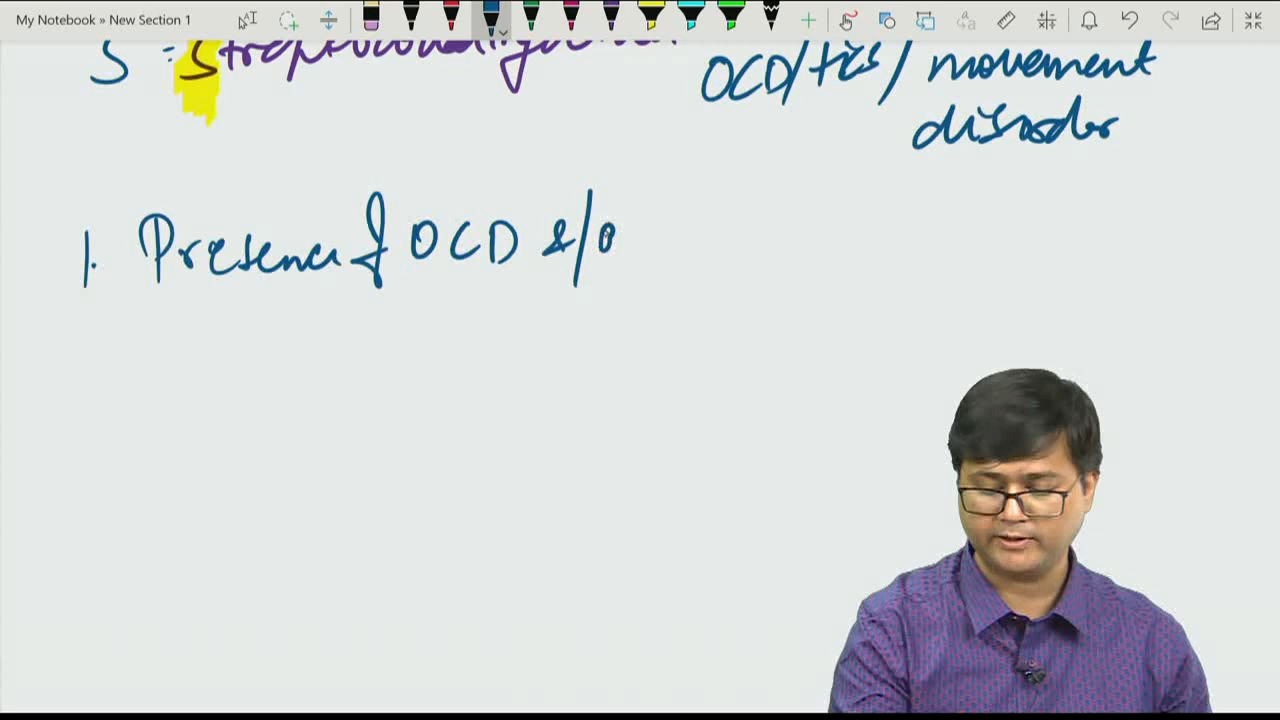 My Notebook » New Section 1
S = Streptococcal
OCD/tics/ movement
disorder
1. Presence of OCD &/o